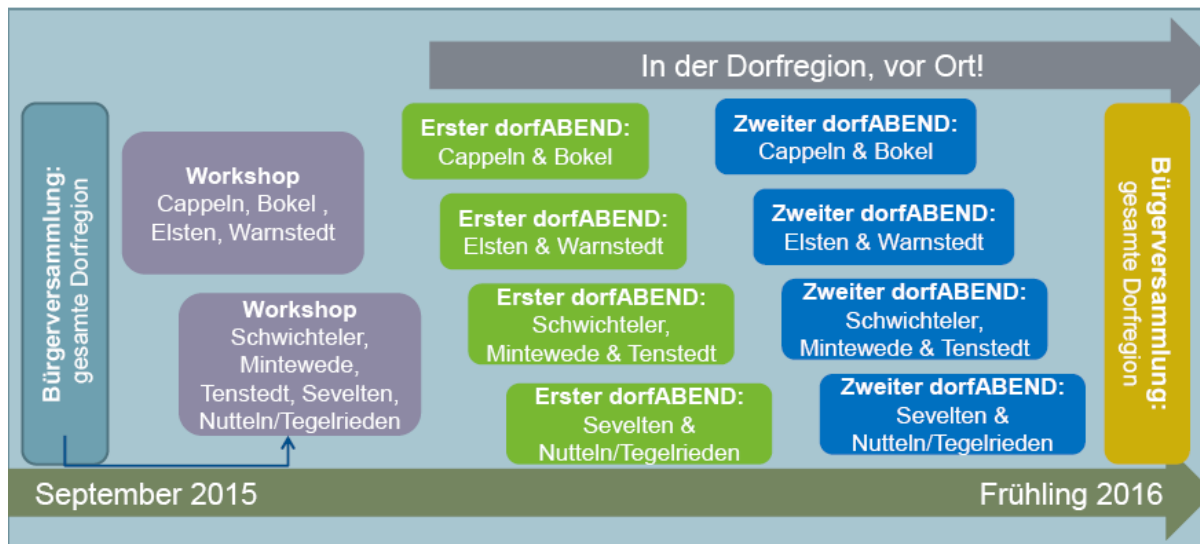 In der Dorfregion, vor Ort!
Bürgerversammlung:
gesamte Dorfregion
Workshop
Cappeln, Bokel ,
Elsten, Warnstedt
Workshop
Schwichteler,
Mintewede,
Tenstedt, Sevelten,
Nutteln/Tegelrieden
Erster dorfABEND:
Cappeln & Bokel
Erster dorfABEND:
Elsten & Warnstedt
Erster dorfABEND:
Schwichteler,
Mintewede & Tenstedt
Erster dorfABEND:
Sevelten &
Nutteln/Tegelrieden
Zweiter dorfABEND:
Cappeln & Bokel
Zweiter dorfABEND:
Elsten & Warnstedt
Zweiter dorfABEND:
Schwichteler,
Mintewede & Tenstedt
Zweiter dorfABEND:
Sevelten &
Nutteln/Tegelrieden
Bürgerversammlung:
gesamte Dorfregion
September 2015
Frühling 2016